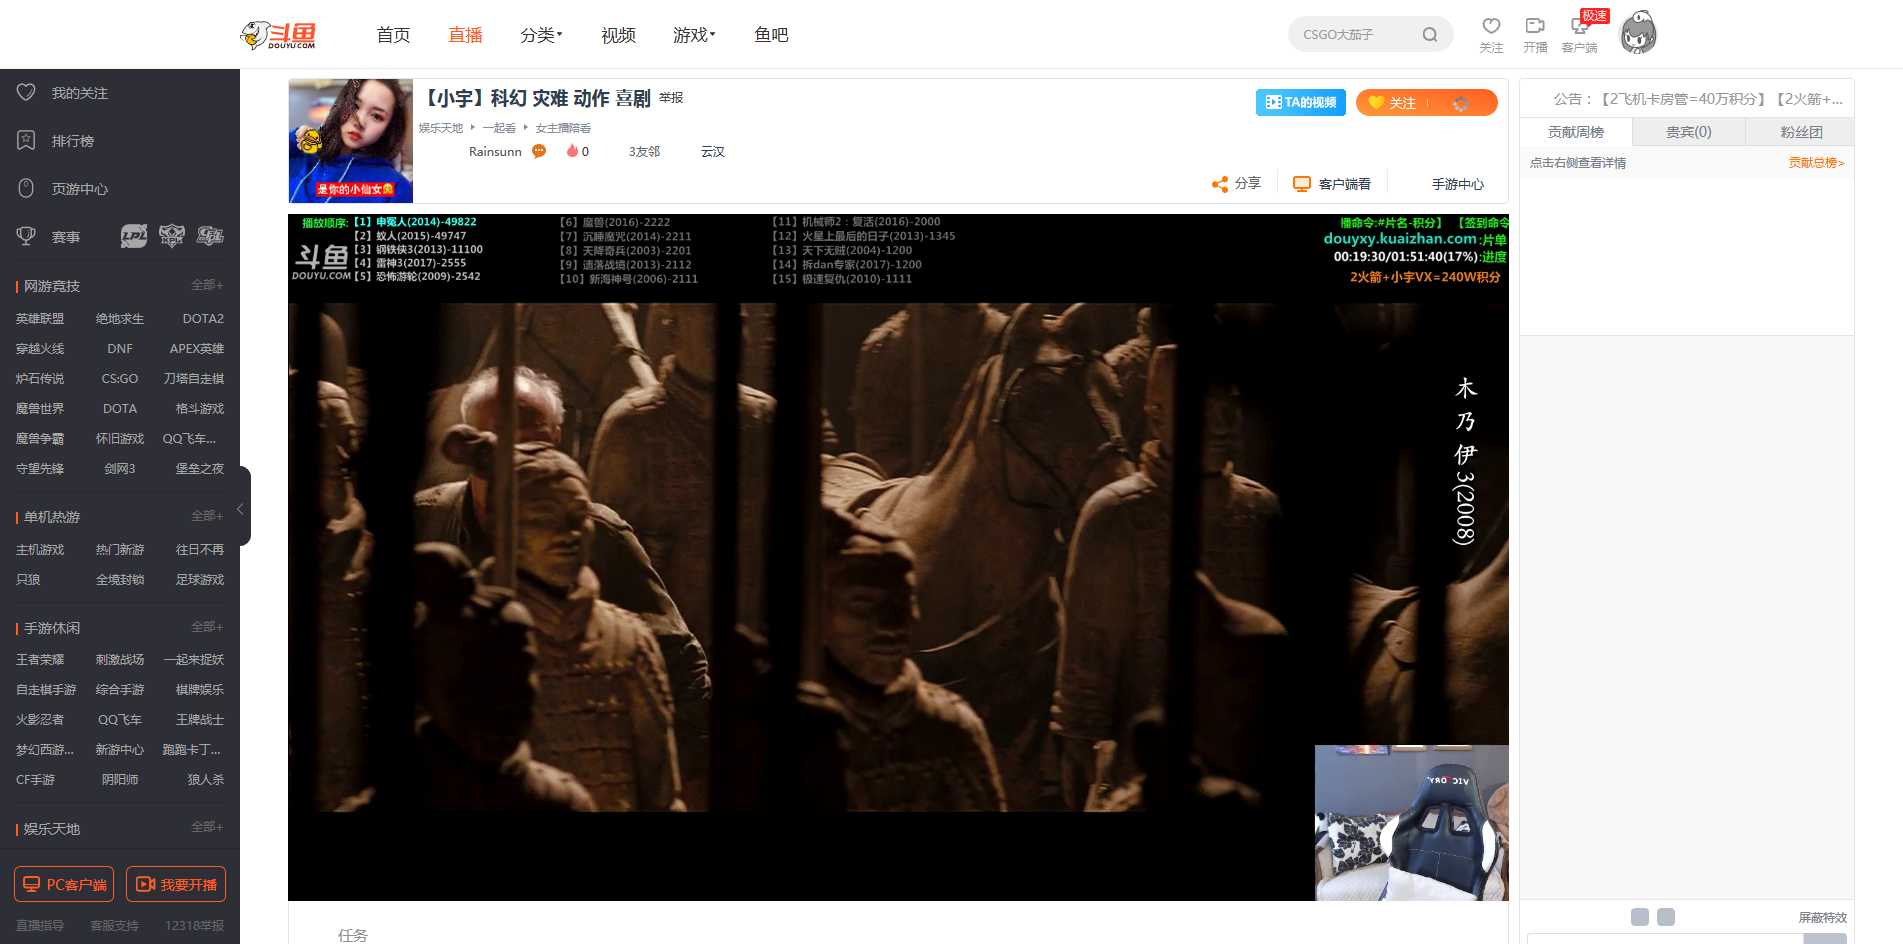 斗鱼
DOUYU.COM
首页
直播
分类
视频
游戏
鱼吧
CSGO大茄子
关注
开播
极速
客户端
我的关注
排行榜
页游中心
赛事
网游竞技 全部+
英雄联盟 绝地求生 DOTA2
穿越火线 DNF APEX英雄
炉石传说 CS:GO 刀塔自走棋
魔兽世界 DOTA 格斗游戏
魔兽争霸 怀旧游戏 QQ飞车...
守望先锋 剑网3 堡垒之夜
单机热游 全部+
主机游戏 热门新游 往日不再
只狼 全境封锁 足球游戏
手游休闲 全部+
王者荣耀 刺激战场 一起来捉妖
自走棋手游 综合手游 棋牌娱乐
火影忍者 QQ飞车 王牌战士
梦幻西游... 新游中心 跑跑卡丁...
CF手游 阴阳师 狼人杀
娱乐天地 全部+
PC客户端 我要开播
直播指导 客服支持 12318举报
是你的小仙女
【小宇】科幻 灾难 动作 喜剧 举报
娱乐天地 一起看 女主播陪看
Rainsunn 0 3友邻 云汉
TA的视频 关注
分享 客户端看 手游中心
播放顺序:【1】申冤人(2014)-49822
【2】蚁人(2015)-49747
【3】钢铁侠3(2013)-11100
【4】雷神3(2017)-2555
【5】恐怖游轮(2009)-2542
【6】魔兽(2016)-2222
【7】沉睡魔咒(2014)-2211
【8】天降奇兵(2003)-2201
【9】遗落战境(2013)-2112
【10】新海神号(2006)-2111
【11】机械师2：复活(2016)-2000
【12】火星上最后的日子(2013)-1345
【13】天下无贼(2004)-1200
【14】拆dan专家(2017)-1200
【15】极速复仇(2010)-1111
斗鱼
DOUYU.COM
播命令:#片名-积分】 【签到命令
douyxy.kuaizhan.com:片单
00:19:30/01:51:40(17%):进度
2火箭+小宇VX=240W积分
木乃伊3(2008)
VICTORY
任务
公告：【2飞机卡房管=40万积分】【2火箭+...
贡献周榜 贵宾(0) 粉丝团
点击右侧查看详情 贡献总榜>
屏蔽特效